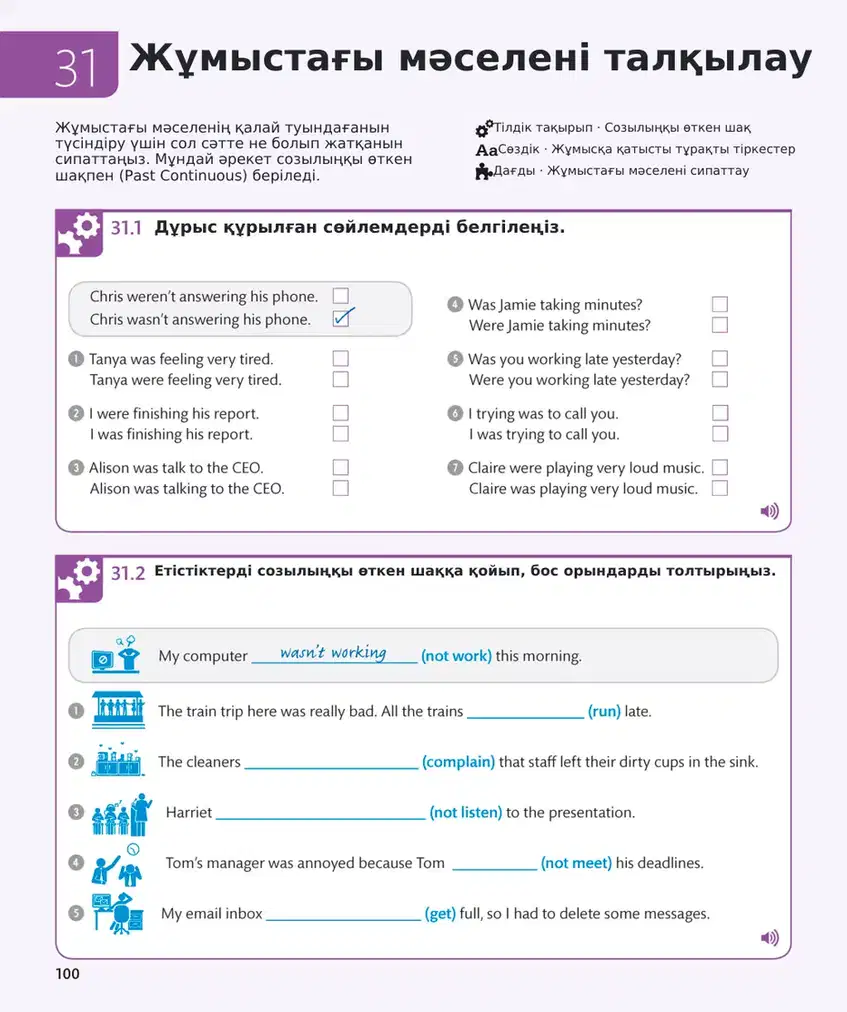 31
Жұмыстағы мәселені талқылау
Жұмыстағы мәселенің қалай туындағанын
түсіндіру үшін сол сәтте не болып жатқанын
сипаттаңыз. Мұндай әрекет созылыңқы өткен
шақпен (Past Continuous) беріледі.
Тілдік тақырып · Созылыңқы өткен шақ
Aa Сөздік · Жұмысқа қатысты тұрақты тіркестер
Дағды · Жұмыстағы мәселені сипаттау
31.1 Дұрыс құрылған сөйлемдерді белгілеңіз.
Chris weren't answering his phone.
Chris wasn't answering his phone. ✓
1 Tanya was feeling very tired.
Tanya were feeling very tired.
2 I were finishing his report.
I was finishing his report.
3 Alison was talk to the CEO.
Alison was talking to the CEO.
4 Was Jamie taking minutes?
Were Jamie taking minutes?
5 Was you working late yesterday?
Were you working late yesterday?
6 I trying was to call you.
I was trying to call you.
7 Claire were playing very loud music.
Claire was playing very loud music.
31.2 Етістіктерді созылыңқы өткен шаққа қойып, бос орындарды толтырыңыз.
My computer wasn't working (not work) this morning.
1 The train trip here was really bad. All the trains ____________ (run) late.
2 The cleaners ____________ (complain) that staff left their dirty cups in the sink.
3 Harriet ____________ (not listen) to the presentation.
4 Tom's manager was annoyed because Tom ____________ (not meet) his deadlines.
5 My email inbox ____________ (get) full, so I had to delete some messages.
100